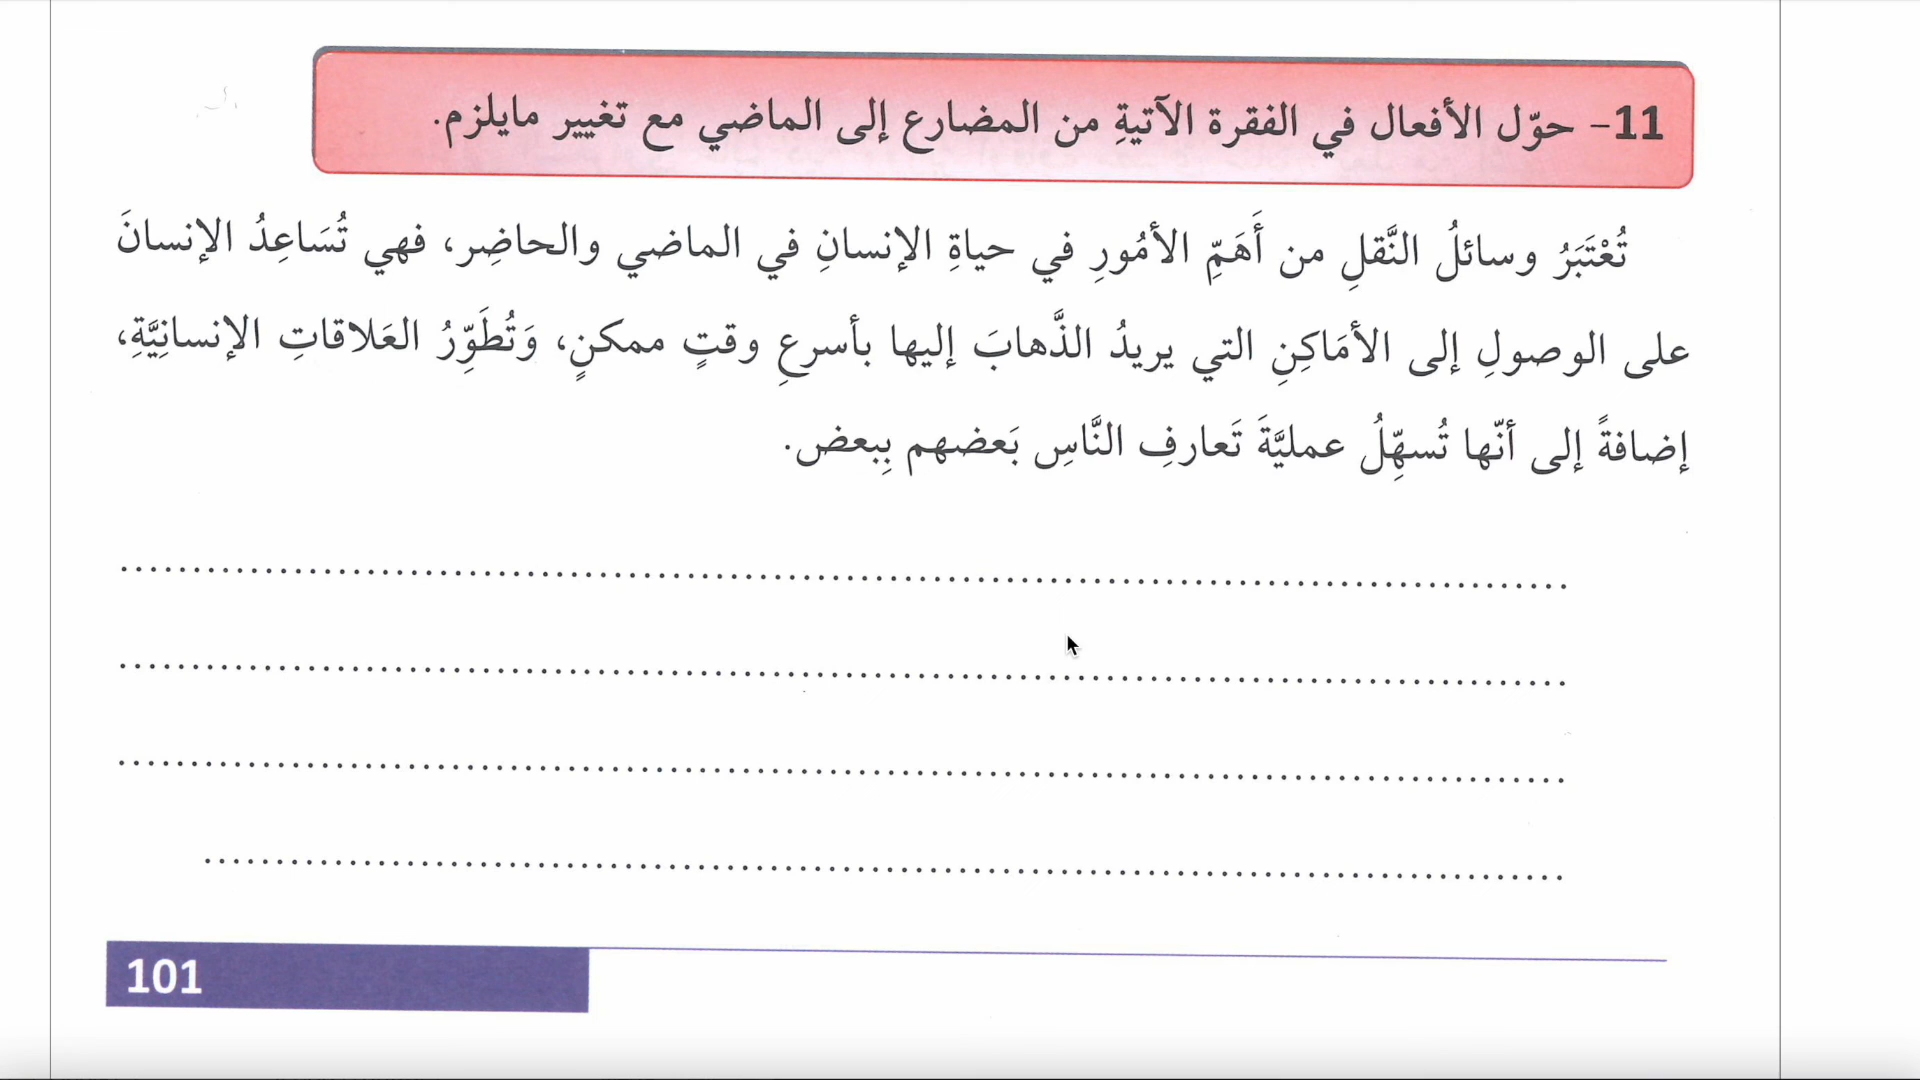 11- حوّل الأفعال في الفقرة الآتيةِ من المضارع إلى الماضي مع تغيير مايلزم.
تُعْتَبَرُ وسائلُ النَّقلِ من أَهَمِّ الأمُورِ في حياةِ الإنسانِ في الماضي والحاضِر، فهي تُسَاعِدُ الإنسانَ
على الوصولِ إلى الأمَاكِنِ التي يريدُ الذَّهابَ إليها بأسرعِ وقتٍ ممكنٍ، وَتُطَوِّرُ العَلاقاتِ الإنسانِيَّةِ،
إضافةً إلى أنّها تُسهِّلُ عمليَّةَ تَعارفِ النَّاسِ بَعضهم بِبعض.
101